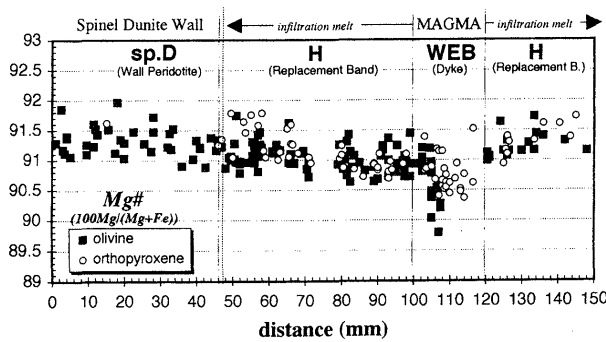 Spinel Dunite Wall infiltration melt MAGMA infiltration melt
93
92.5
92
91.5
91
90.5
90
89.5
89
sp.D H WEB H
(Wall Peridotite) (Replacement Band) (Dyke) (Replacement B.)
Mg#
(100Mg/(Mg+Fe))
olivine
orthopyroxene
0 10 20 30 40 50 60 70 80 90 100 110 120 130 140 150
distance (mm)